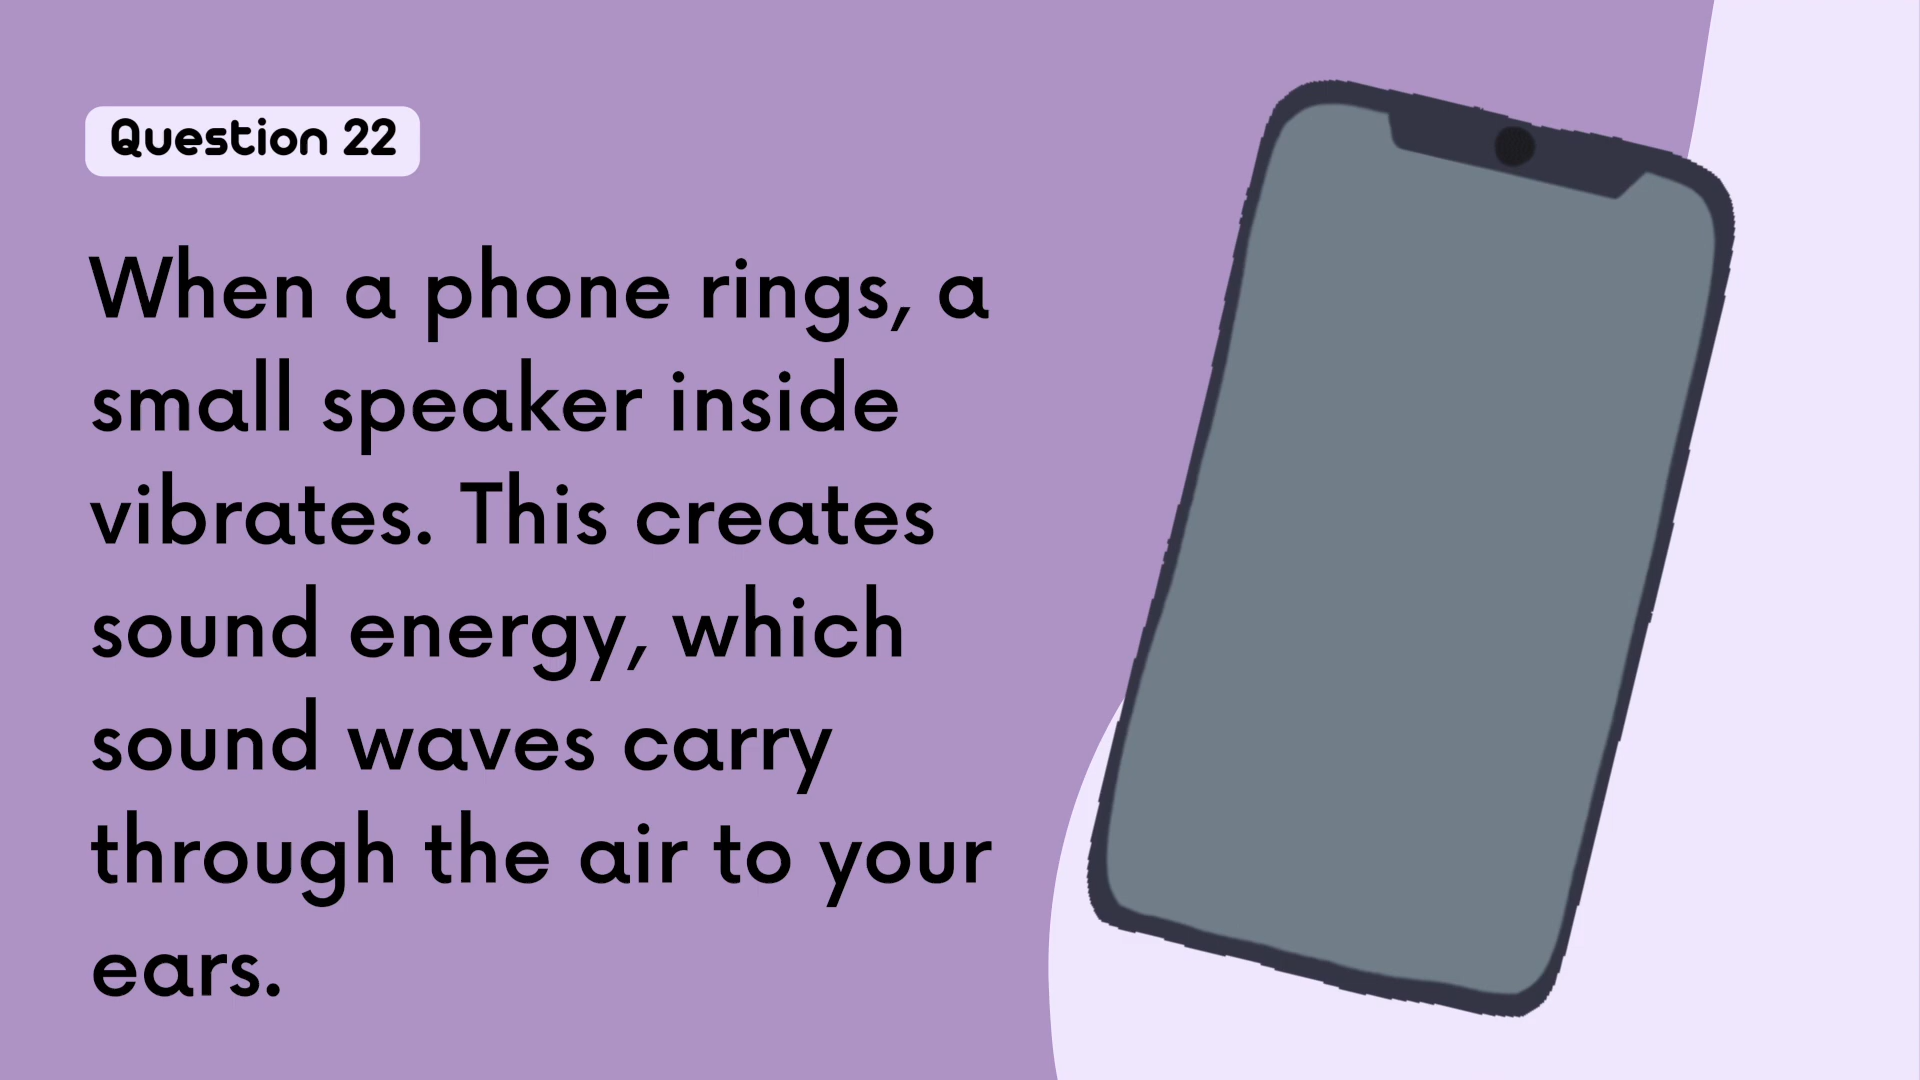 Question 22
When a phone rings, a
small speaker inside
vibrates. This creates
sound energy, which
sound waves carry
through the air to your
ears.